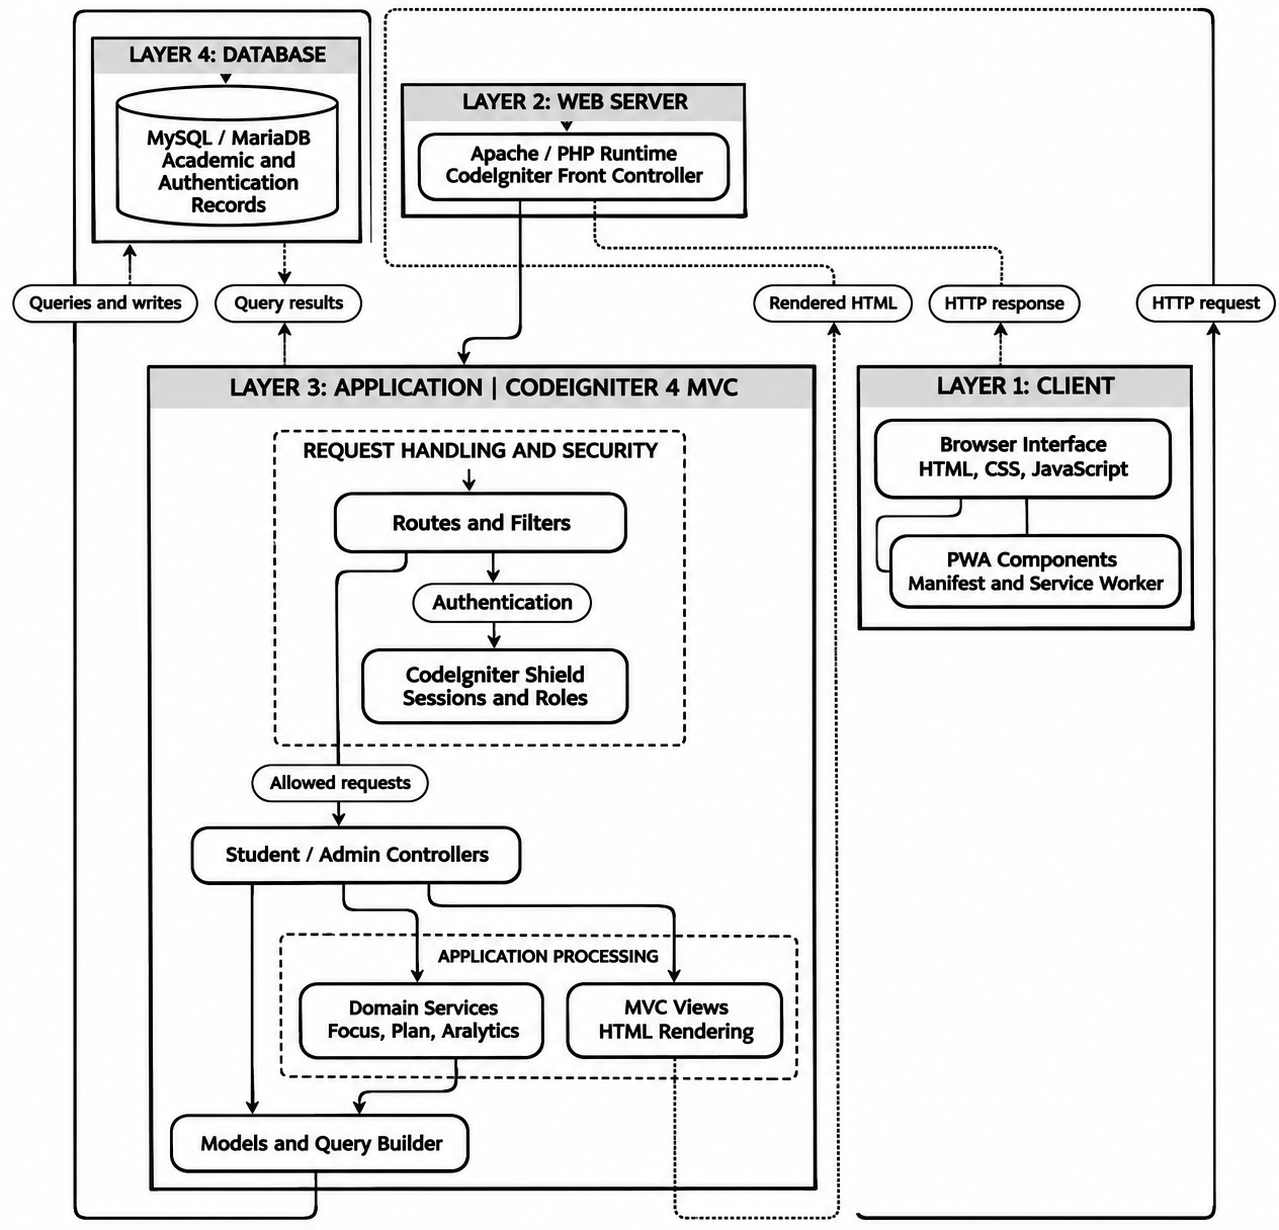 LAYER 4: DATABASE
MySQL / MariaDB
Academic and
Authentication
Records
LAYER 2: WEB SERVER
Apache / PHP Runtime
CodeIgniter Front Controller
Queries and writes
Query results
Rendered HTML
HTTP response
HTTP request
LAYER 3: APPLICATION | CODEIGNITER 4 MVC
REQUEST HANDLING AND SECURITY
Routes and Filters
Authentication
CodeIgniter Shield
Sessions and Roles
Allowed requests
Student / Admin Controllers
APPLICATION PROCESSING
Domain Services
Focus, Plan, Aralytics
MVC Views
HTML Rendering
Models and Query Builder
LAYER 1: CLIENT
Browser Interface
HTML, CSS, JavaScript
PWA Components
Manifest and Service Worker